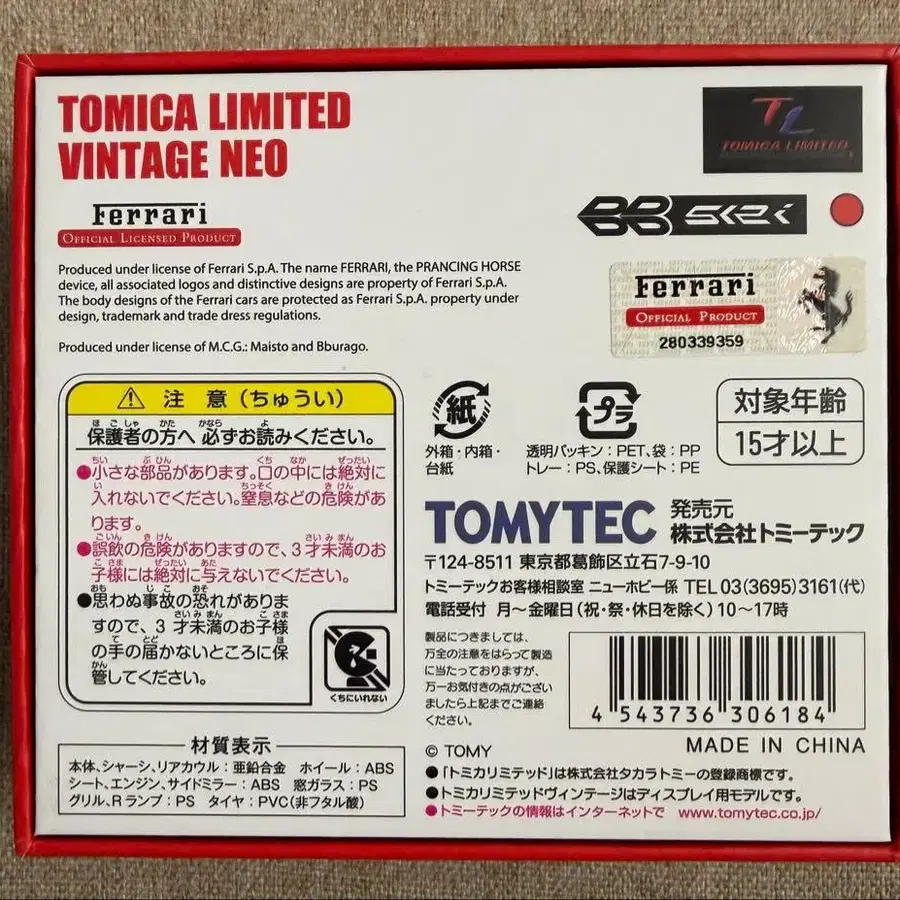 TOMICA LIMITED
VINTAGE NEO
TL
TOMICA LIMITED
Ferrari
OFFICIAL LICENSED PRODUCT
BB 512i
Produced under license of Ferrari S.p.A. The name FERRARI, the PRANCING HORSE
device, all associated logos and distinctive designs are property of Ferrari S.p.A.
The body designs of the Ferrari cars are protected as Ferrari S.p.A. property under
design, trademark and trade dress regulations.
Produced under license of M.C.G.: Maisto and Bburago.
Ferrari
OFFICIAL PRODUCT
280339359
注 意(ちゅうい)
保護者の方へ必ずお読みください。
●小さな部品があります。口の中には絶対に
入れないでください。窒息などの危険があ
ります。
●誤飲の危険がありますので、3才未満のお
子様には絶対に与えないでください。
●思わぬ事故の恐れがありま
すので、3才未満のお子様
の手の届かないところに保
管してください。
くちにいれない
紙
外箱・内箱・
台紙
プラ
透明パッキン:PET、袋:PP
トレー:PS、保護シート:PE
対象年齢
15才以上
TOMYTEC 発売元
株式会社トミーテック
〒124-8511 東京都葛飾区立石7-9-10
トミーテックお客様相談室 ニューホビー係 TEL 03(3695)3161(代)
電話受付 月~金曜日(祝・祭・休日を除く)10~17時
製品につきましては、
万全の注意をはらって製造
に当たっておりますが、
万一お気付きの点がござい
ましたら上記までご連絡
ください。
4 543736 306184
MADE IN CHINA
材質表示
本体、シャーシ、リアカウル:亜鉛合金 ホイール:ABS
シート、エンジン、サイドミラー:ABS 窓ガラス:PS
グリル、Rランプ:PS タイヤ:PVC(非フタル酸)
© TOMY
●「トミカリミテッド」は株式会社タカラトミーの登録商標です。
●トミカリミテッドヴィンテージはディスプレイ用モデルです。
●トミーテックの情報はインターネットで www.tomytec.co.jp/